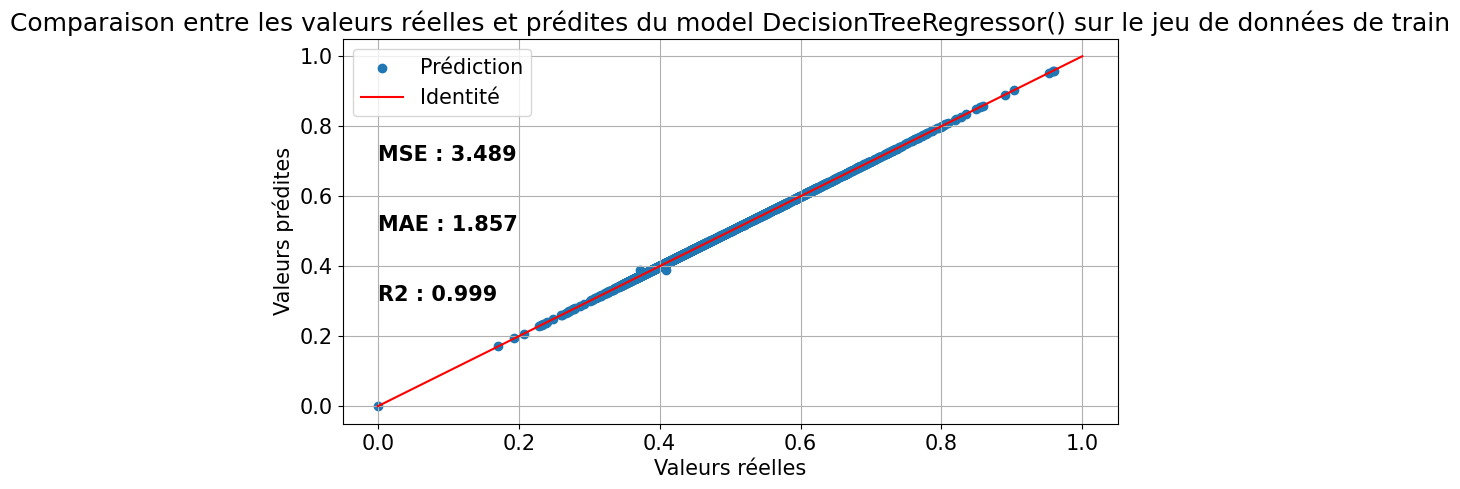 Comparaison entre les valeurs réelles et prédites du model DecisionTreeRegressor() sur le jeu de données de train
1.0
Prédiction
Identité
0.8
MSE : 3.489
0.6
MAE : 1.857
0.4
R2 : 0.999
0.2
0.0
Valeurs prédites
0.0 0.2 0.4 0.6 0.8 1.0
Valeurs réelles